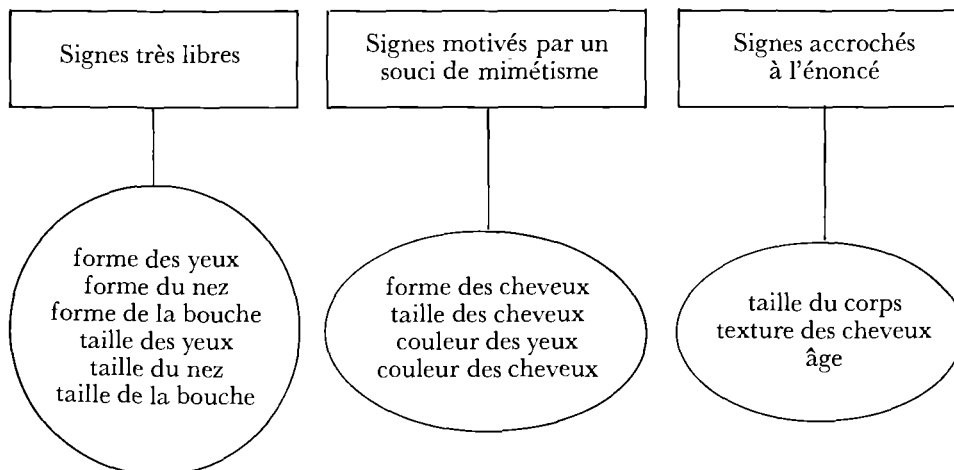 Signes très libres
Signes motivés par un
souci de mimétisme
Signes accrochés
à l'énoncé
forme des yeux
forme du nez
forme de la bouche
taille des yeux
taille du nez
taille de la bouche
forme des cheveux
taille des cheveux
couleur des yeux
couleur des cheveux
taille du corps
texture des cheveux
âge